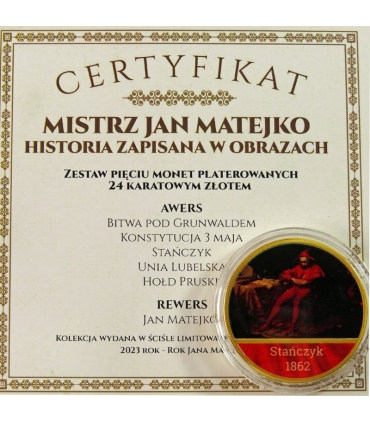 CERTYFIKAT
MISTRZ JAN MATEJKO
HISTORIA ZAPISANA W OBRAZACH
ZESTAW PIĘCIU MONET PLATEROWANYCH
24 KARATOWYM ZŁOTEM
AWERS
BITWA POD GRUNWALDEM
KONSTYTUCJA 3 MAJA
STAŃCZYK
UNIA LUBELSKA
HOŁD PRUSKI
REWERS
JAN MATEJKO
KOLEKCJA WYDANA W ŚCIŚLE
2023 ROK - ROK JANA
Stańczyk
1862